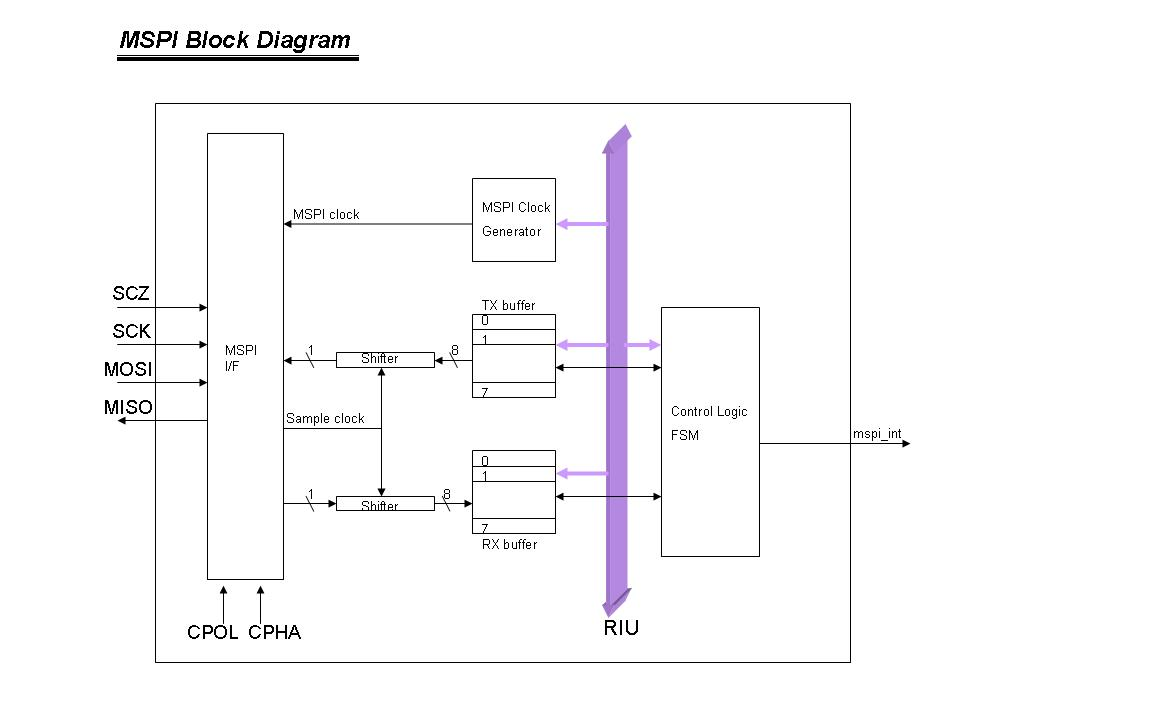 MSPI Block Diagram
MSPI Clock
Generator
MSPI clock
SCZ
SCK
MOSI
MISO
MSPI
I/F
TX buffer
0
1
7
1
Shifter
8
Sample clock
1
Shifter
8
0
1
7
RX buffer
Control Logic
FSM
mspi_int
CPOL CPHA
RIU